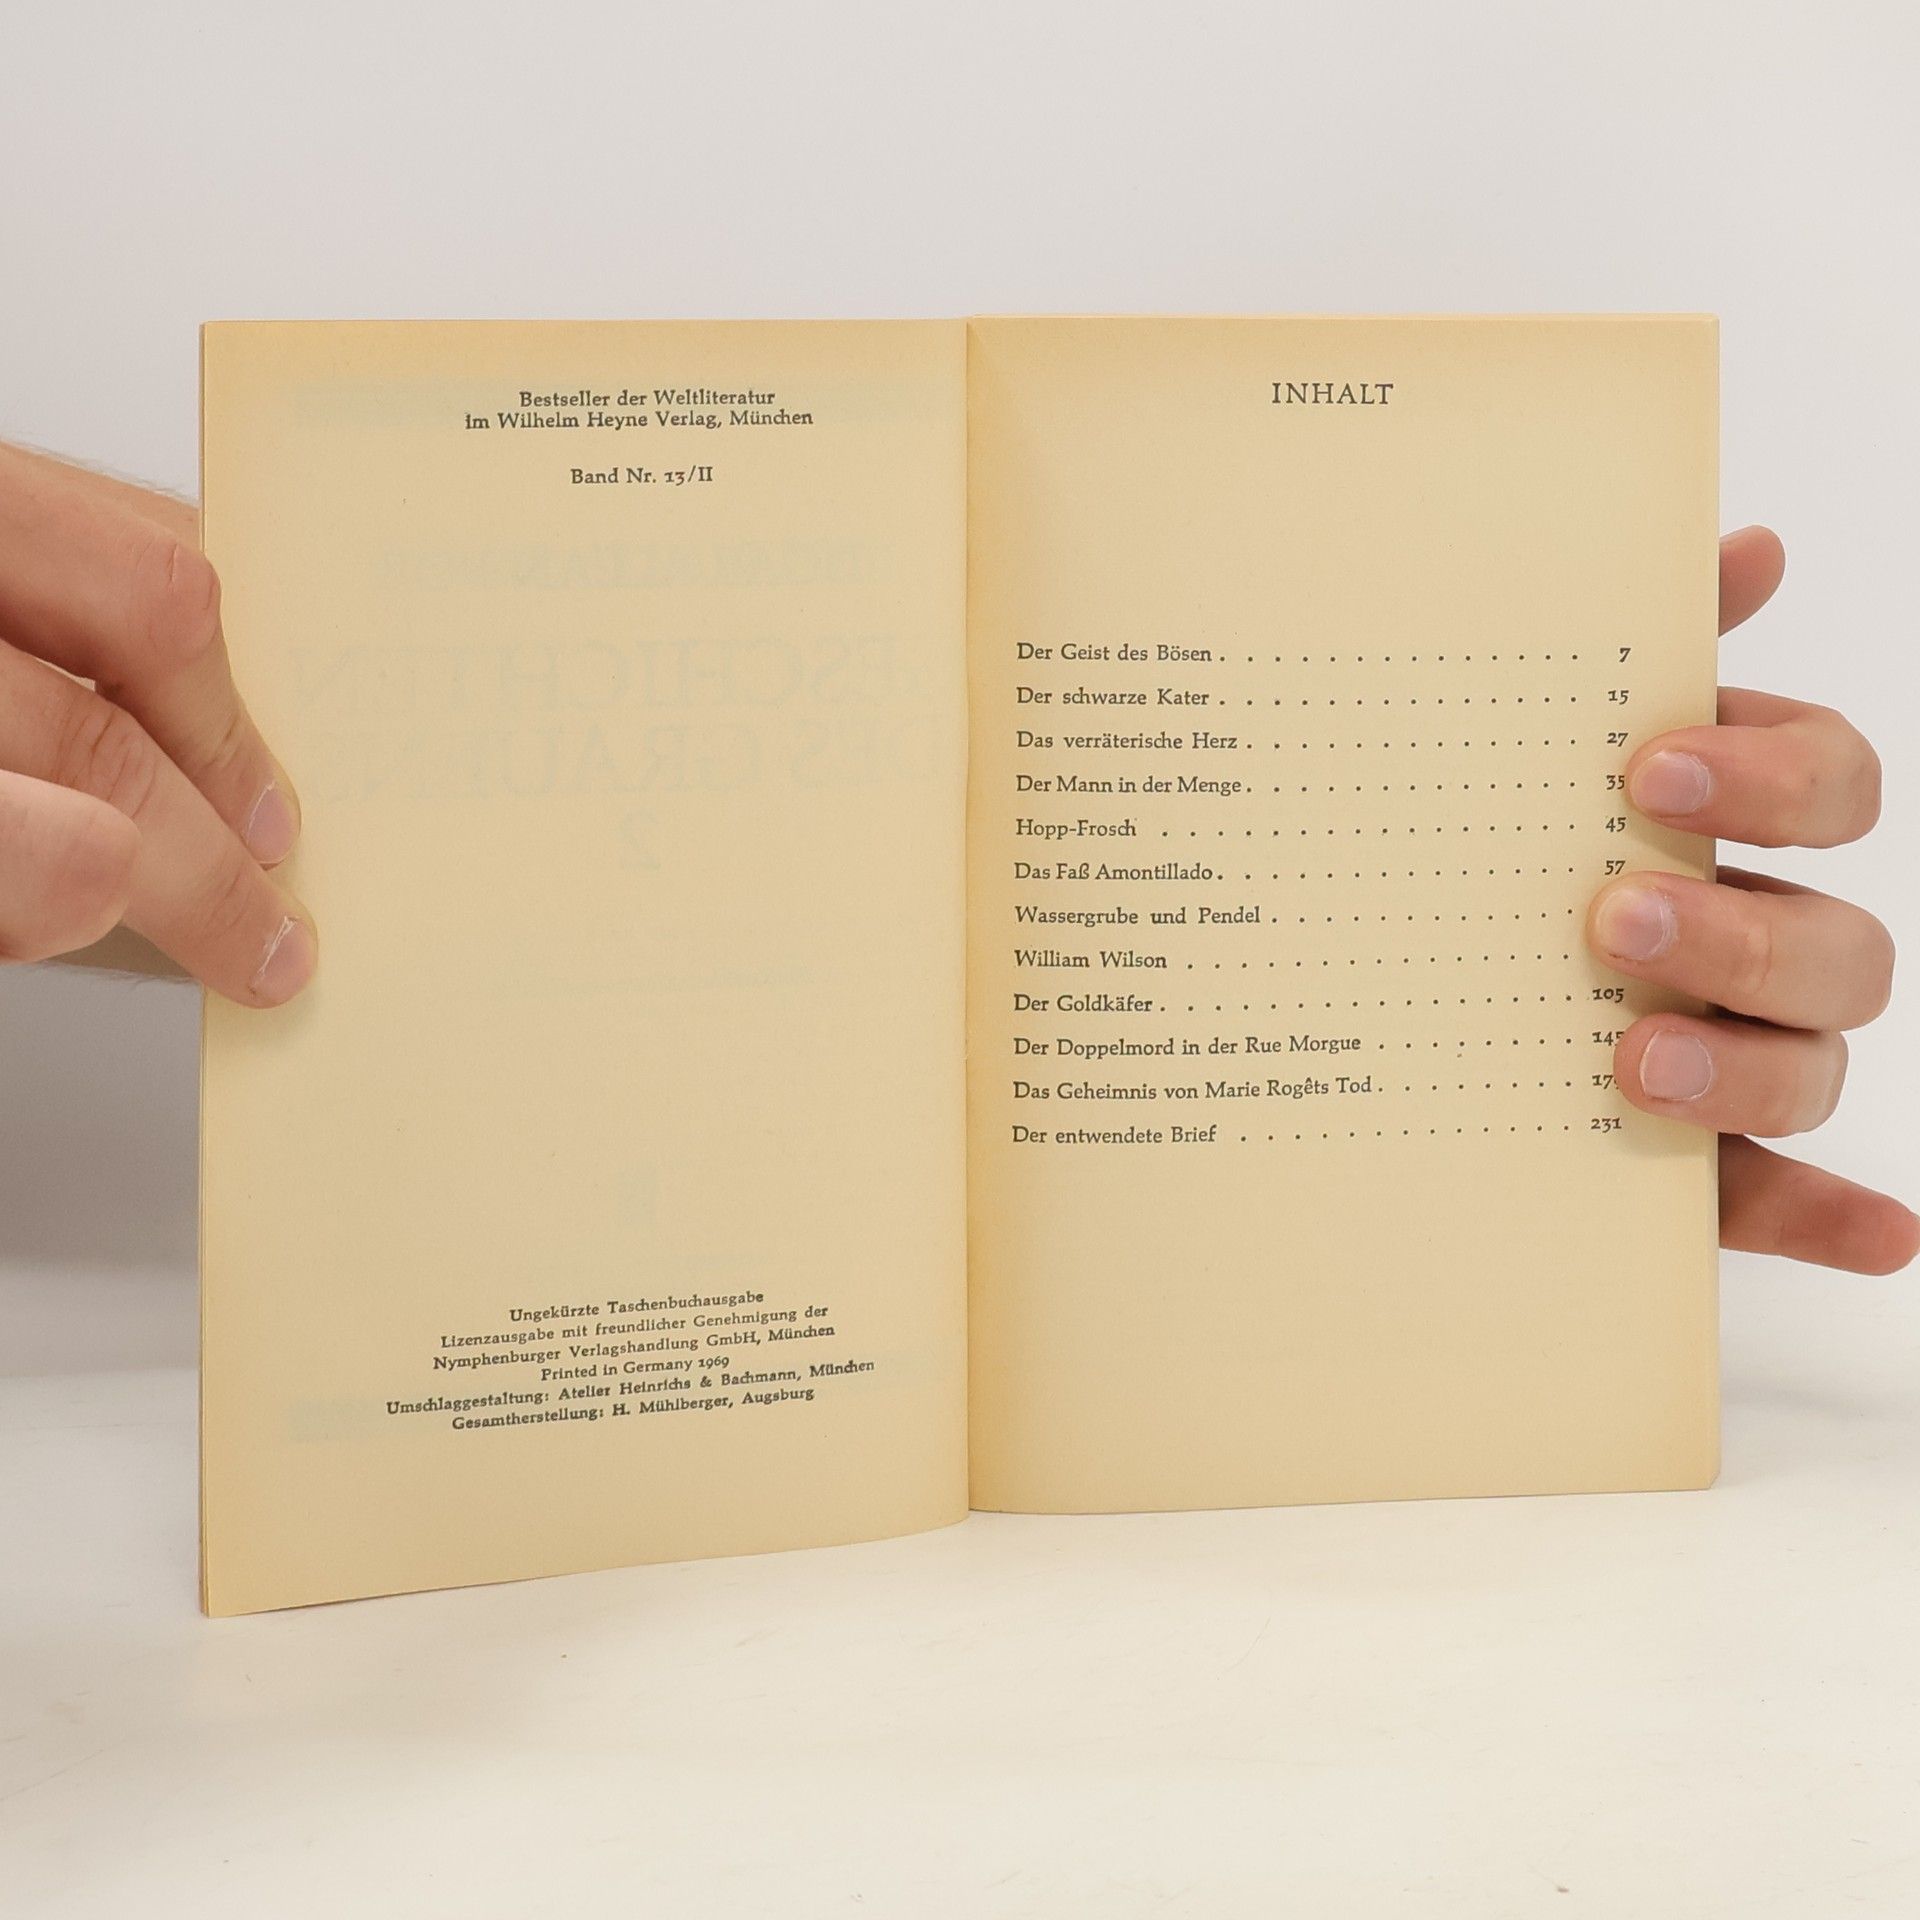 Bestseller der Weltliteratur
im Wilhelm Heyne Verlag, München
Band Nr. 13/II
Ungekürzte Taschenbuchausgabe
Lizenzausgabe mit freundlicher Genehmigung der
Nymphenburger Verlagshandlung GmbH, München
Printed in Germany 1969
Umschlaggestaltung: Atelier Heinrichs & Bachmann, München
Gesamtherstellung: H. Mühlberger, Augsburg
INHALT
Der Geist des Bösen . . . . . . . . . . . . . . 7
Der schwarze Kater . . . . . . . . . . . . . . 15
Das verräterische Herz . . . . . . . . . . . . . 27
Der Mann in der Menge . . . . . . . . . . . . . 35
Hopp-Frosch . . . . . . . . . . . . . . . . 45
Das Faß Amontillado . . . . . . . . . . . . . . 57
Wassergrube und Pendel . . . . . . . . . . . .
William Wilson . . . . . . . . . . . . . . .
Der Goldkäfer . . . . . . . . . . . . . . . . 105
Der Doppelmord in der Rue Morgue . . . . . . . . 145
Das Geheimnis von Marie Rogêts Tod . . . . . . . .
Der entwendete Brief . . . . . . . . . . . . . 231